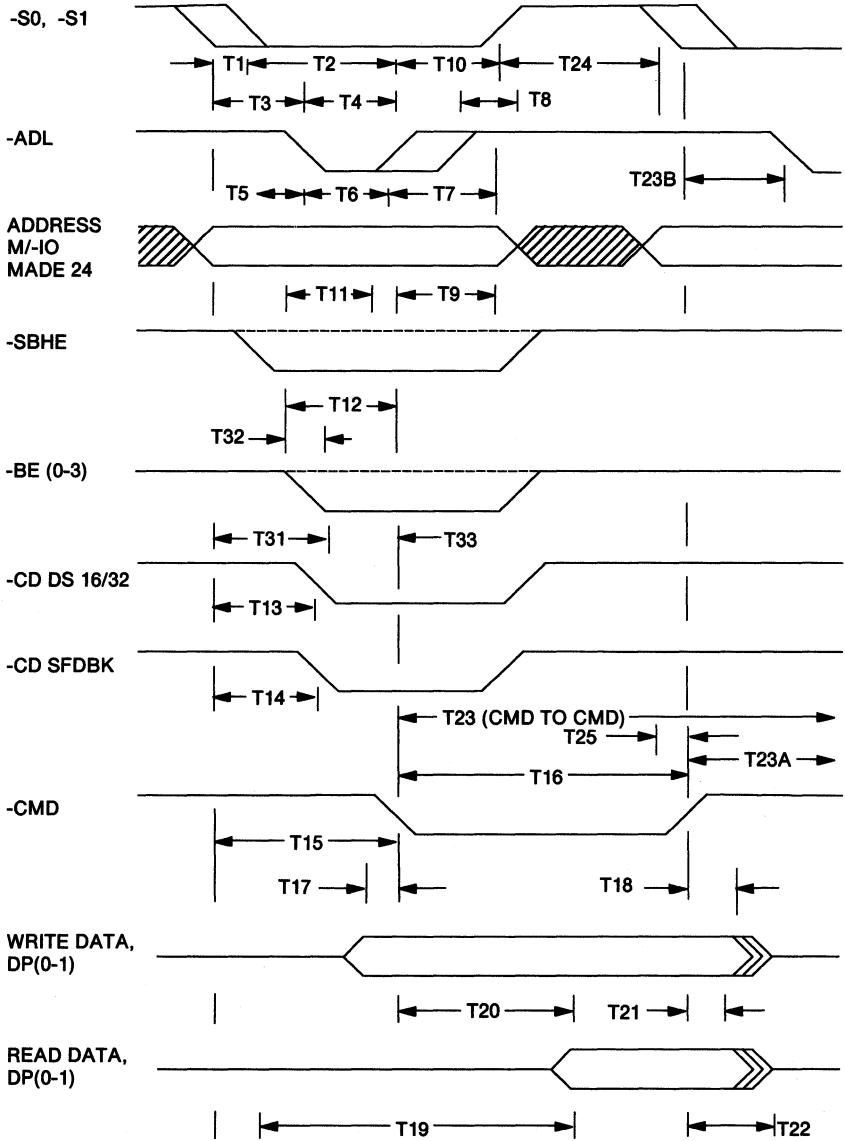 -S0, -S1
T1
T2
T10
T24
T3
T4
T8
-ADL
T5
T6
T7
T23B
ADDRESS
M/-IO
MADE 24
T11
T9
-SBHE
T12
T32
-BE (0-3)
T31
T33
-CD DS 16/32
T13
-CD SFDBK
T14
T23 (CMD TO CMD)
T25
T23A
T16
-CMD
T15
T17
T18
WRITE DATA,
DP(0-1)
T20
T21
READ DATA,
DP(0-1)
T19
T22